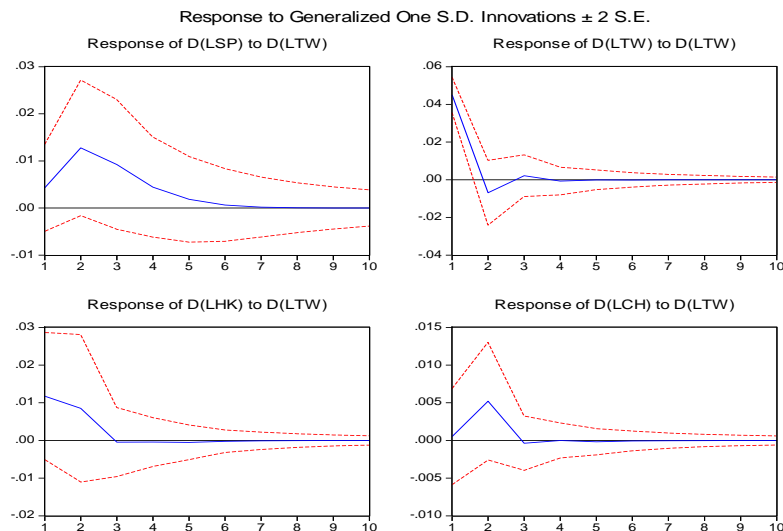 Response to Generalized One S.D. Innovations ± 2 S.E.
Response of D(LSP) to D(LTW)
.03
.02
.01
.00
-.01
1 2 3 4 5 6 7 8 9 10
Response of D(LTW) to D(LTW)
.06
.04
.02
.00
-.02
-.04
1 2 3 4 5 6 7 8 9 10
Response of D(LHK) to D(LTW)
.03
.02
.01
.00
-.01
-.02
1 2 3 4 5 6 7 8 9 10
Response of D(LCH) to D(LTW)
.015
.010
.005
.000
-.005
-.010
1 2 3 4 5 6 7 8 9 10